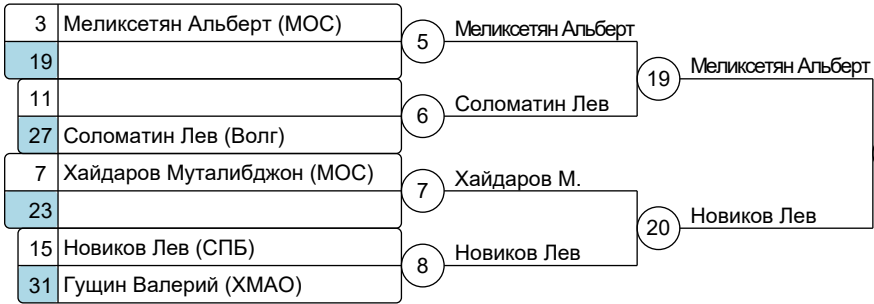 3 Меликсетян Альберт (МОС)
19
11
27 Соломатин Лев (Волг)
7 Хайдаров Муталибджон (МОС)
23
15 Новиков Лев (СПБ)
31 Гущин Валерий (ХМАО)
5 Меликсетян Альберт
6 Соломатин Лев
7 Хайдаров М.
8 Новиков Лев
19 Меликсетян Альберт
20 Новиков Лев